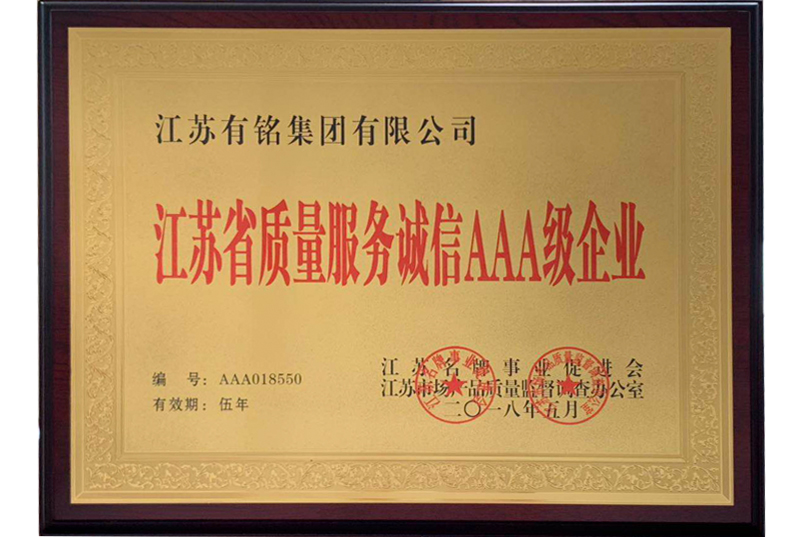 江苏有铭集团有限公司
江苏省质量服务诚信AAA级企业
编　号：AAA018550
有效期：伍年
江苏名牌事业促进会
江苏市场产品质量监督调查办公室
二〇一八年五月